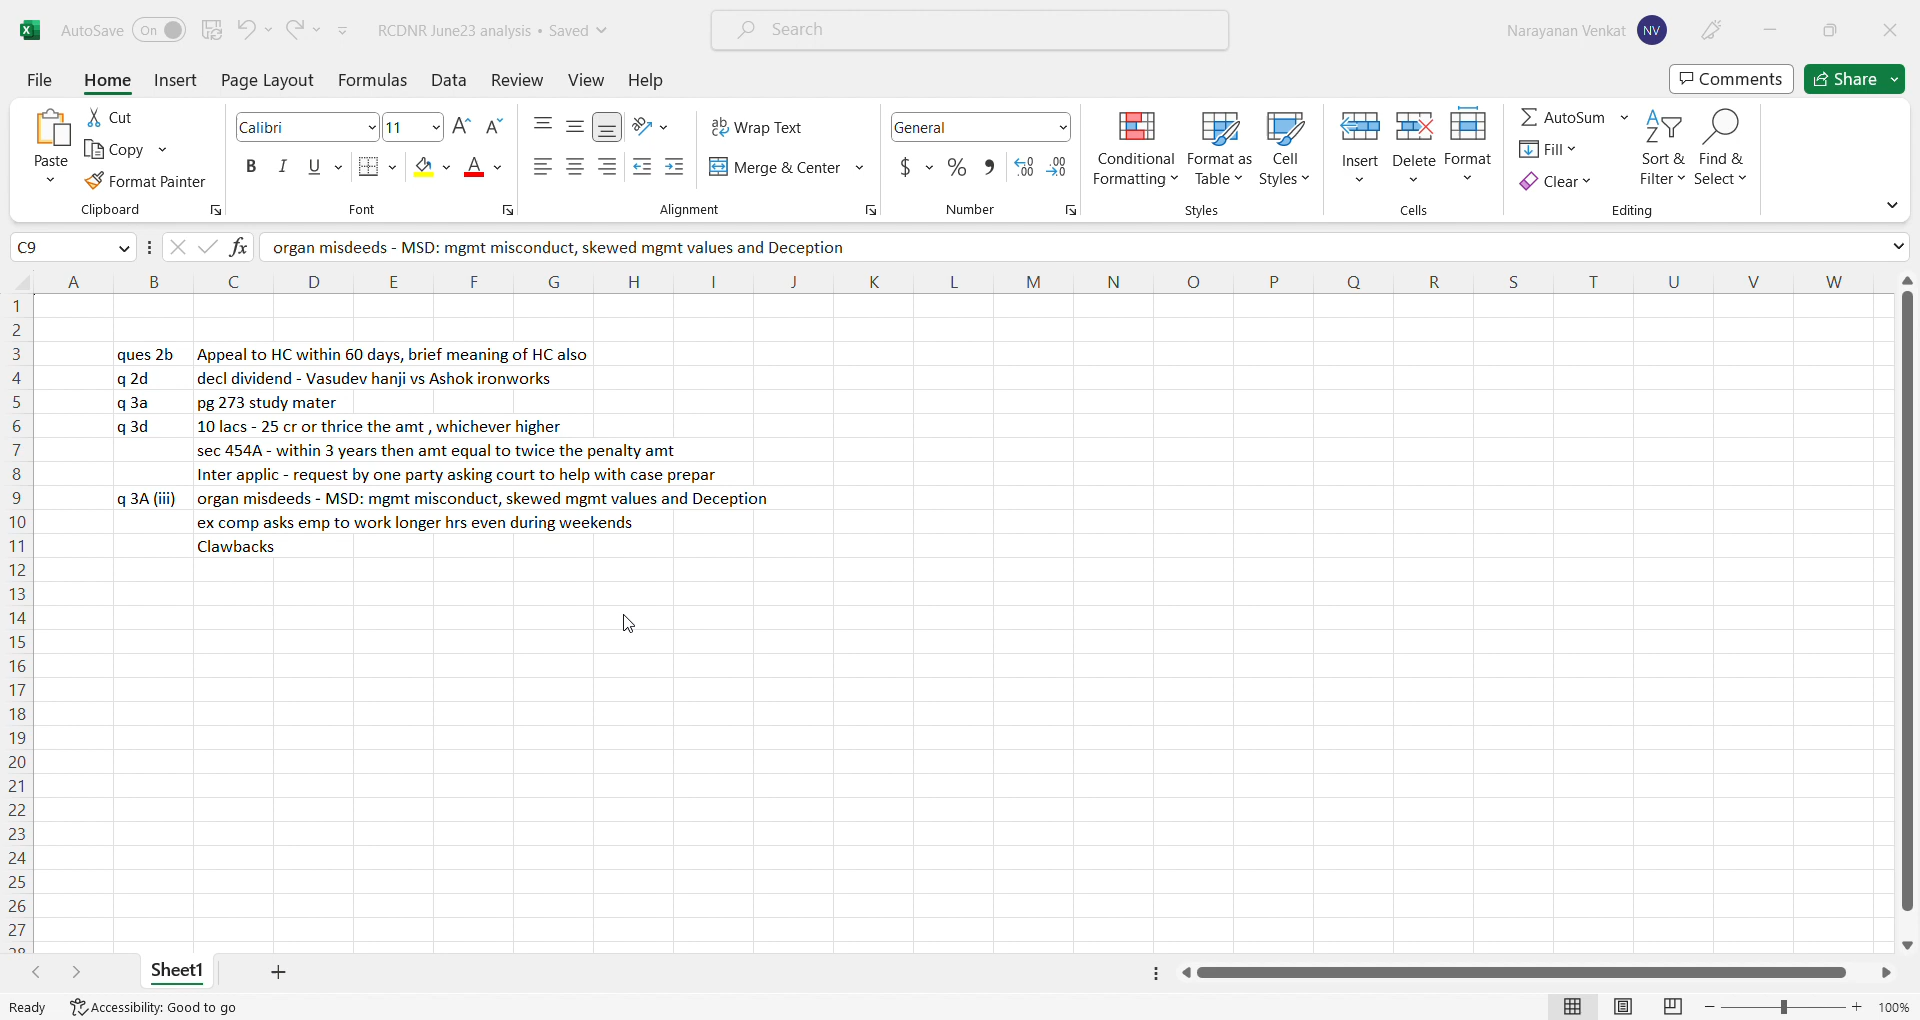 AutoSave On RCDNR June23 analysis • Saved Search Narayanan Venkat NV
File Home Insert Page Layout Formulas Data Review View Help Comments Share
Paste Cut Copy Format Painter Clipboard
Calibri 11 B I U A Font
Wrap Text Merge & Center Alignment
General $ % Number
Conditional Formatting Format as Table Cell Styles Styles
Insert Delete Format Cells
AutoSum Fill Clear Sort & Filter Find & Select Editing
C9 fx organ misdeeds - MSD: mgmt misconduct, skewed mgmt values and Deception
A B C D E F G H I J K L M N O P Q R S T U V W
1
2
3 ques 2b Appeal to HC within 60 days, brief meaning of HC also
4 q 2d decl dividend - Vasudev hanji vs Ashok ironworks
5 q 3a pg 273 study mater
6 q 3d 10 lacs - 25 cr or thrice the amt , whichever higher
7 sec 454A - within 3 years then amt equal to twice the penalty amt
8 Inter applic - request by one party asking court to help with case prepar
9 q 3A (iii) organ misdeeds - MSD: mgmt misconduct, skewed mgmt values and Deception
10 ex comp asks emp to work longer hrs even during weekends
11 Clawbacks
12
13
14
15
16
17
18
19
20
21
22
23
24
25
26
27
28
Sheet1
Ready Accessibility: Good to go 100%